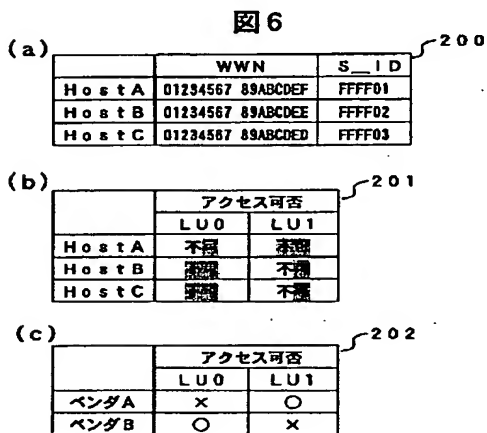 図6
(a)
200
WWN S_ID
HostA 01234567 89ABCDEF FFFF01
HostB 01234567 89ABCDEE FFFF02
HostC 01234567 89ABCDED FFFF03
(b)
201
アクセス可否
LU0 LU1
HostA 不可
HostB
HostC
(c)
202
アクセス可否
LU0 LU1
ベンダA × ○
ベンダB ○ ×